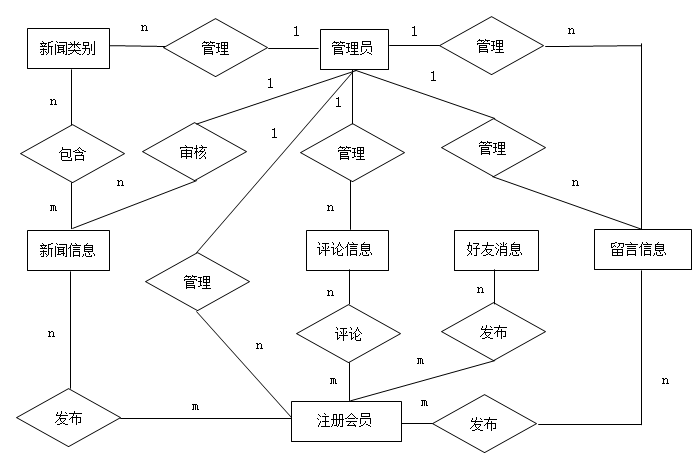 n
1
1
n
新闻类别
管理
管理员
管理
1
1
1
n
1
包含
审核
管理
管理
n
n
m
n
新闻信息
评论信息
好友消息
留言信息
管理
n
n
n
评论
发布
n
m
m
n
m
m
发布
注册会员
发布